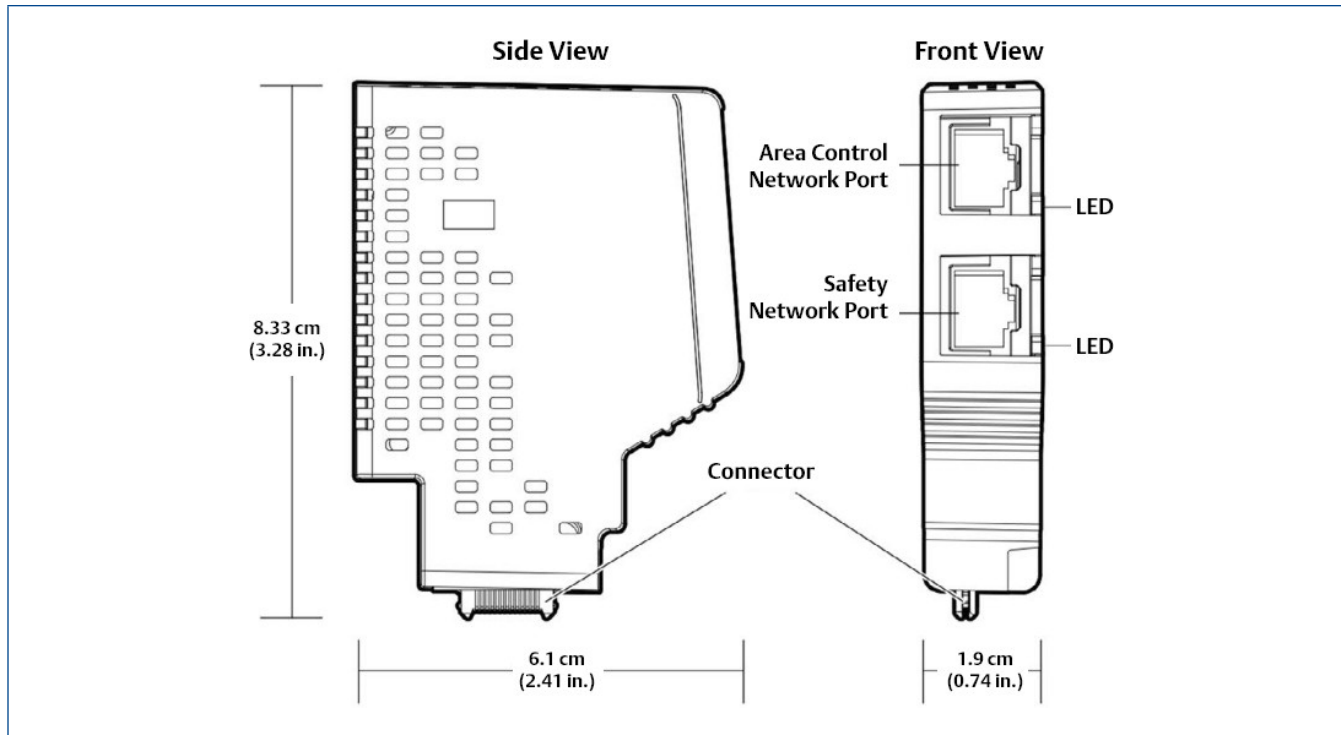 Side View
Front View
Area Control
Network Port
LED
Safety
Network Port
LED
8.33 cm
(3.28 in.)
Connector
6.1 cm
(2.41 in.)
1.9 cm
(0.74 in.)